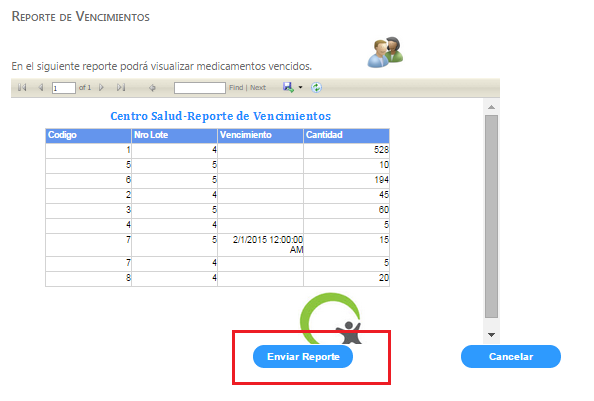 REPORTE DE VENCIMIENTOS
En el siguiente reporte podrá visualizar medicamentos vencidos.
1 of 1 Find | Next
Centro Salud-Reporte de Vencimientos
Codigo Nro Lote Vencimiento Cantidad
1 4 528
5 5 10
6 5 194
2 4 45
3 5 60
4 4 5
7 5 2/1/2015 12:00:00 15
AM
7 4 5
8 4 20
Enviar Reporte Cancelar